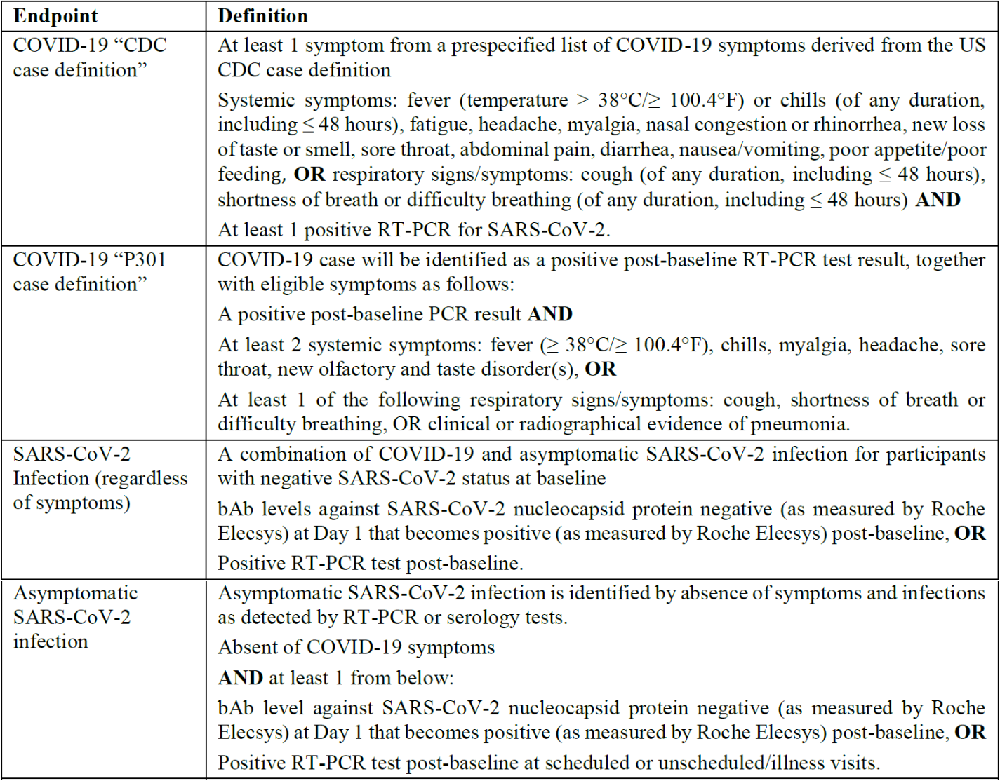 Endpoint
Definition
COVID-19 “CDC
case definition”
At least 1 symptom from a prespecified list of COVID-19 symptoms derived from the US
CDC case definition
Systemic symptoms: fever (temperature > 38°C/≥ 100.4°F) or chills (of any duration,
including ≤ 48 hours), fatigue, headache, myalgia, nasal congestion or rhinorrhea, new loss
of taste or smell, sore throat, abdominal pain, diarrhea, nausea/vomiting, poor appetite/poor
feeding, OR respiratory signs/symptoms: cough (of any duration, including ≤ 48 hours),
shortness of breath or difficulty breathing (of any duration, including ≤ 48 hours) AND
At least 1 positive RT-PCR for SARS-CoV-2.
COVID-19 “P301
case definition”
COVID-19 case will be identified as a positive post-baseline RT-PCR test result, together
with eligible symptoms as follows:
A positive post-baseline PCR result AND
At least 2 systemic symptoms: fever (≥ 38°C/≥ 100.4°F), chills, myalgia, headache, sore
throat, new olfactory and taste disorder(s), OR
At least 1 of the following respiratory signs/symptoms: cough, shortness of breath or
difficulty breathing, OR clinical or radiographical evidence of pneumonia.
SARS-CoV-2
Infection (regardless
of symptoms)
A combination of COVID-19 and asymptomatic SARS-CoV-2 infection for participants
with negative SARS-CoV-2 status at baseline
bAb levels against SARS-CoV-2 nucleocapsid protein negative (as measured by Roche
Elecsys) at Day 1 that becomes positive (as measured by Roche Elecsys) post-baseline, OR
Positive RT-PCR test post-baseline.
Asymptomatic
SARS-CoV-2
infection
Asymptomatic SARS-CoV-2 infection is identified by absence of symptoms and infections
as detected by RT-PCR or serology tests.
Absent of COVID-19 symptoms
AND at least 1 from below:
bAb level against SARS-CoV-2 nucleocapsid protein negative (as measured by Roche
Elecsys) at Day 1 that becomes positive (as measured by Roche Elecsys) post-baseline, OR
Positive RT-PCR test post-baseline at scheduled or unscheduled/illness visits.